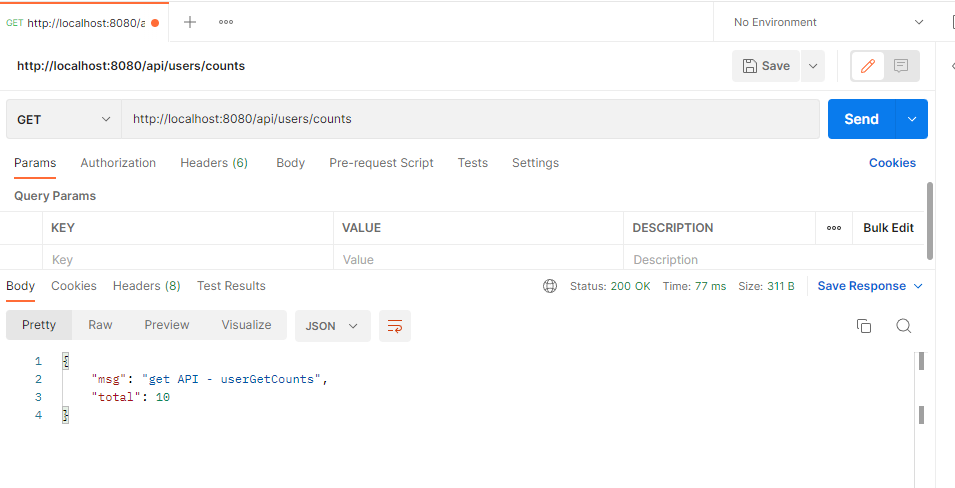 GET http://localhost:8080/a
No Environment
http://localhost:8080/api/users/counts
Save
GET http://localhost:8080/api/users/counts Send
Params Authorization Headers (6) Body Pre-request Script Tests Settings Cookies
Query Params
KEY VALUE DESCRIPTION Bulk Edit
Key Value Description
Body Cookies Headers (8) Test Results Status: 200 OK Time: 77 ms Size: 311 B Save Response
Pretty Raw Preview Visualize JSON
1 {
2 "msg": "get API - userGetCounts",
3 "total": 10
4 }